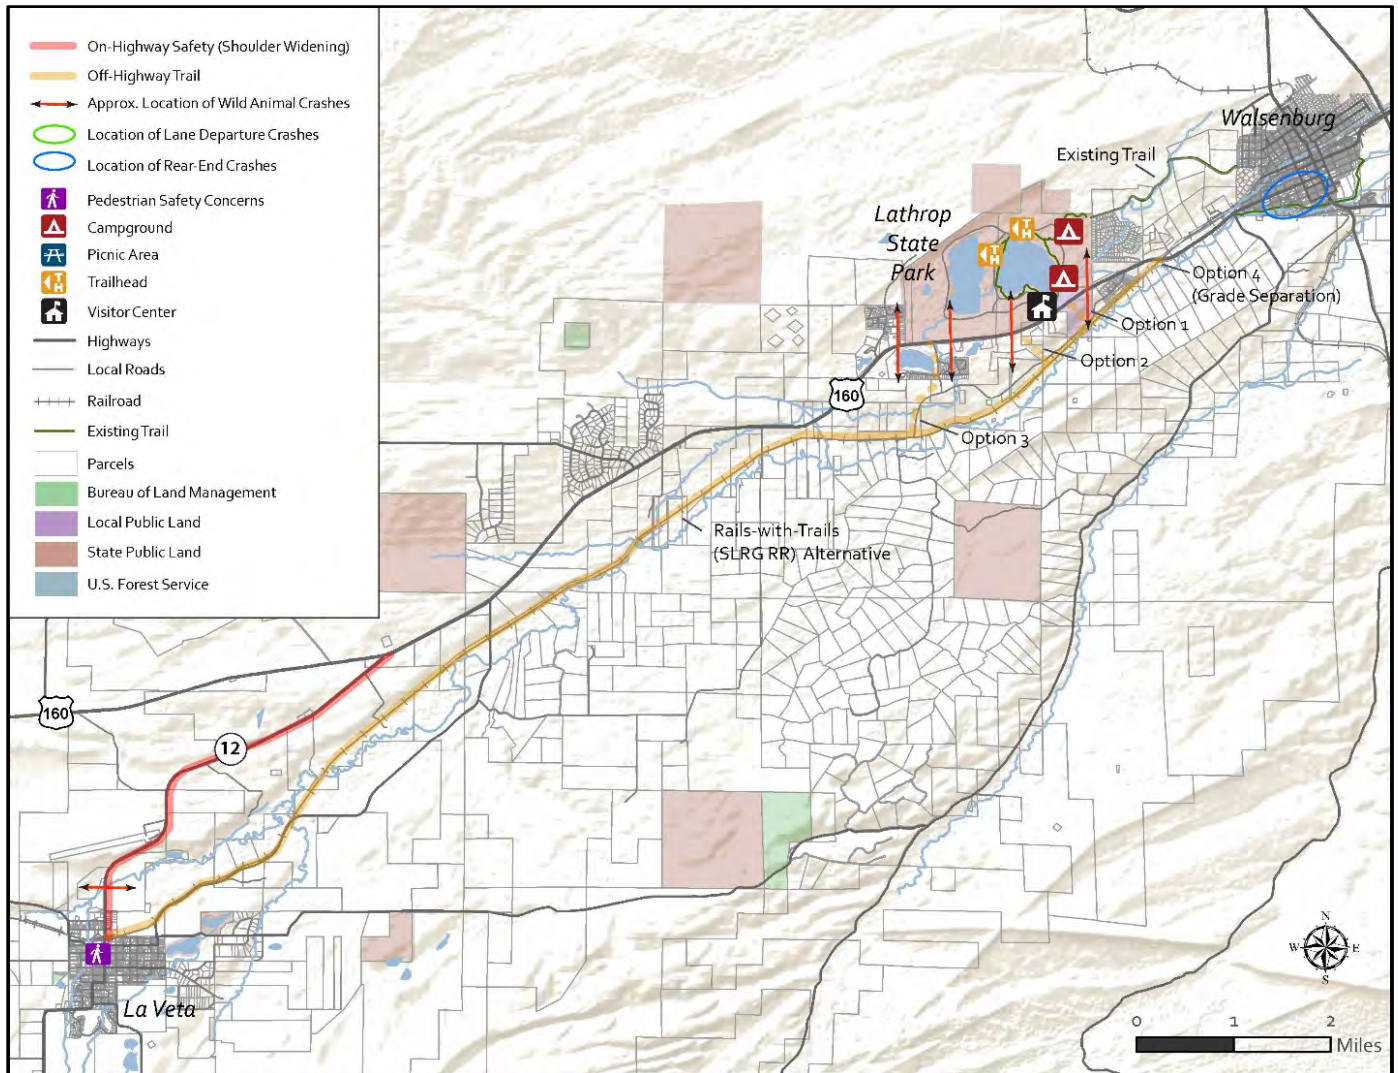 On-Highway Safety (Shoulder Widening)
Off-Highway Trail
Approx. Location of Wild Animal Crashes
Location of Lane Departure Crashes
Location of Rear-End Crashes
Pedestrian Safety Concerns
Campground
Picnic Area
TH
Trailhead
Visitor Center
Highways
Local Roads
Railroad
Existing Trail
Parcels
Bureau of Land Management
Local Public Land
State Public Land
U.S. Forest Service
Walsenburg
Existing Trail
Lathrop
State
Park
TH
TH
Option 4
(Grade Separation)
Option 1
Option 2
160
Option 3
Rails-with-Trails
(SLRG RR) Alternative
160
12
La Veta
N
W
E
S
0
1
2
Miles